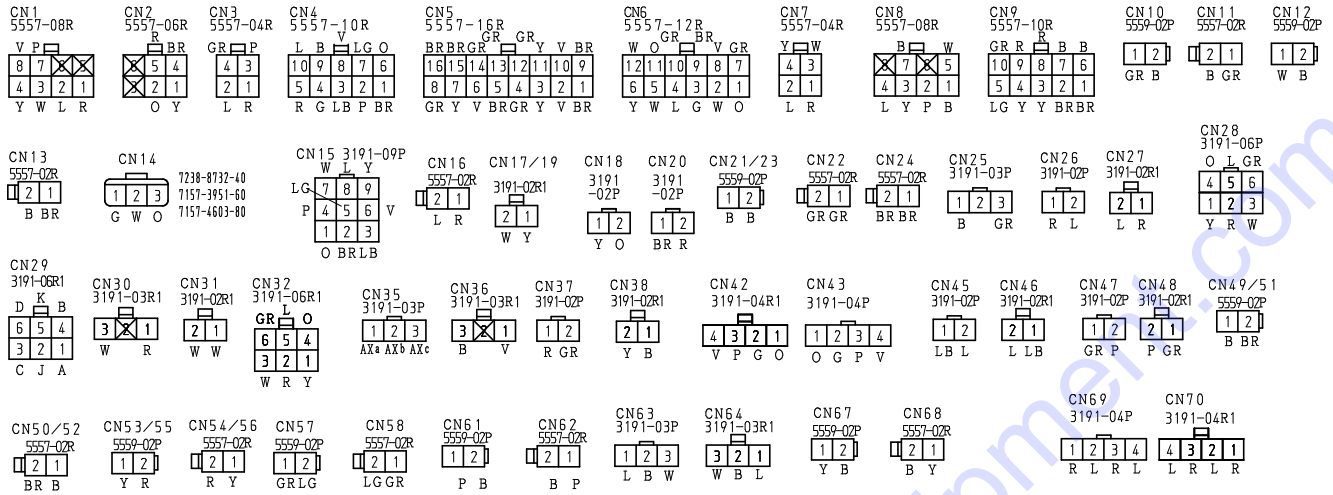 CN1
5557-08R
V P
8 7 6 5
4 3 2 1
Y W L R
CN2
5557-06R
R BR
6 5 4
3 2 1
O Y
CN3
5557-04R
GR P
4 3
2 1
L R
CN4
5557-10R
L B V LG O
10 9 8 7 6
5 4 3 2 1
R G LB P BR
CN5
5557-16R
BR BR GR GR GR Y V BR
16 15 14 13 12 11 10 9
8 7 6 5 4 3 2 1
GR Y V BR GR Y V BR
CN6
5557-12R
W O GR BR V GR
12 11 10 9 8 7
6 5 4 3 2 1
Y W L G W O
CN7
5557-04R
Y W
4 3
2 1
L R
CN8
5557-08R
B W
8 7 6 5
4 3 2 1
L Y P B
CN9
5557-10R
GR R R B B
10 9 8 7 6
5 4 3 2 1
LG Y Y BR BR
CN10
5559-02P
1 2
GR B
CN11
5557-02R
2 1
B GR
CN12
5559-02P
1 2
W B
CN13
5557-02R
2 1
B BR
CN14
1 2 3
G W O
7238-8732-40
7157-3951-60
7157-4603-80
CN15 3191-09P
W L Y
LG
7 8 9
P 4 5 6 V
1 2 3
O BR LB
CN16
5557-02R
2 1
L R
CN17/19
3191-02R1
2 1
W Y
CN18
3191
-02P
1 2
Y O
CN20
3191
-02P
1 2
BR R
CN21/23
5559-02P
1 2
B B
CN22
5557-02R
2 1
GR GR
CN24
5557-02R
2 1
BR BR
CN25
3191-03P
1 2 3
B GR
CN26
3191-02P
1 2
R L
CN27
3191-02R1
2 1
L R
CN28
3191-06P
O L GR
4 5 6
1 2 3
Y R W
CN29
3191-06R1
D K B
6 5 4
3 2 1
C J A
CN30
3191-03R1
3 2 1
W R
CN31
3191-02R1
2 1
W W
CN32
3191-06R1
GR L O
6 5 4
3 2 1
W R Y
CN35
3191-03P
1 2 3
AXa AXb AXc
CN36
3191-03R1
3 2 1
B V
CN37
3191-02P
1 2
R GR
CN38
3191-02R1
2 1
Y B
CN42
3191-04R1
4 3 2 1
V P G O
CN43
3191-04P
1 2 3 4
O G P V
CN45
3191-02P
1 2
LB L
CN46
3191-02R1
2 1
L LB
CN47
3191-02P
1 2
GR P
CN48
3191-02R1
2 1
P GR
CN49/51
5559-02P
1 2
B BR
CN50/52
5557-02R
2 1
BR B
CN53/55
5559-02P
1 2
Y R
CN54/56
5557-02R
2 1
R Y
CN57
5559-02P
1 2
GR LG
CN58
5557-02R
2 1
LG GR
CN61
5559-02P
1 2
P B
CN62
5557-02R
2 1
B P
CN63
3191-03P
1 2 3
L B W
CN64
3191-03R1
3 2 1
W B L
CN67
5559-02P
1 2
Y B
CN68
5557-02R
2 1
B Y
CN69
3191-04P
1 2 3 4
R L R L
CN70
3191-04R1
4 3 2 1
L R L R
ipment.com